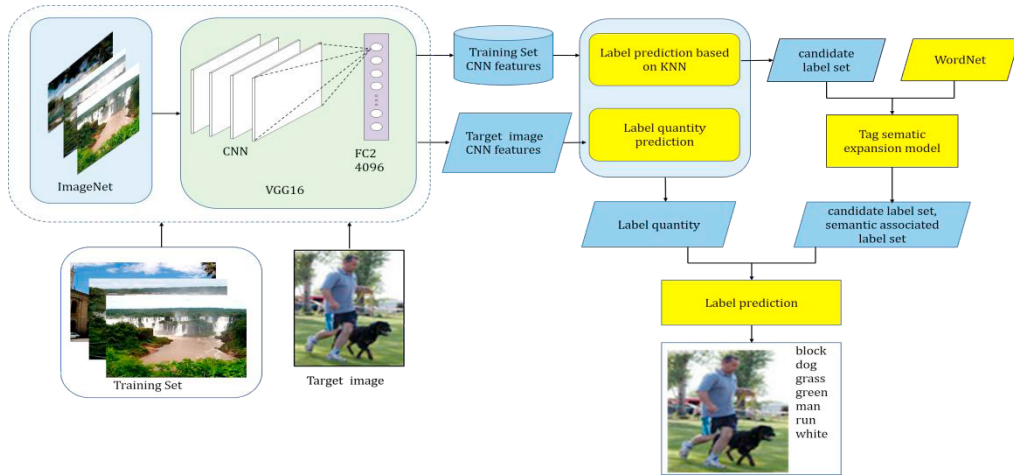 ImageNet
CNN
FC2
4096
VGG16
Training Set
CNN features
Target image
CNN features
Label prediction based
on KNN
Label quantity
prediction
candidate
label set
WordNet
Tag sematic
expansion model
Label quantity
candidate label set,
semantic associated
label set
Training Set
Target image
Label prediction
block
dog
grass
green
man
run
white